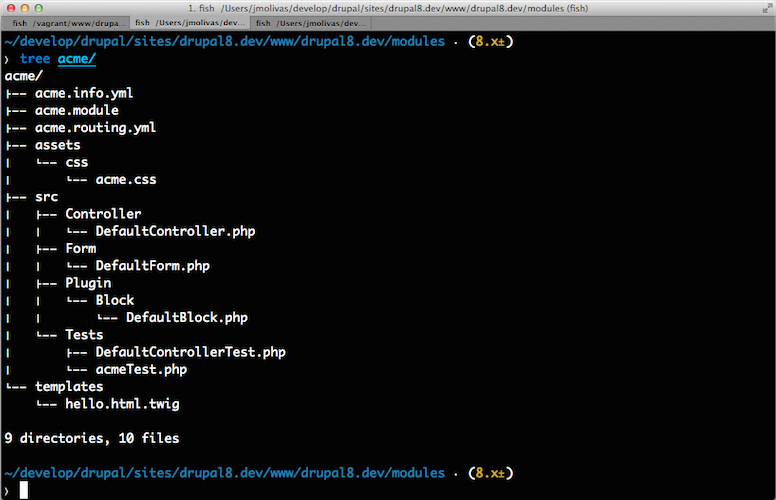 1. fish /Users/jmolivas/develop/drupal/sites/drupal8.dev/www/drupal8.dev/modules (fish)
fish /vagrant/www/drupa... fish /Users/jmolivas/dev... fish /Users/jmolivas/dev...
~/develop/drupal/sites/drupal8.dev/www/drupal8.dev/modules · (8.x±)
❯ tree acme/
acme/
├── acme.info.yml
├── acme.module
├── acme.routing.yml
├── assets
│   └── css
│       └── acme.css
├── src
│   ├── Controller
│   │   └── DefaultController.php
│   ├── Form
│   │   └── DefaultForm.php
│   ├── Plugin
│   │   └── Block
│   │       └── DefaultBlock.php
│   └── Tests
│       ├── DefaultControllerTest.php
│       └── acmeTest.php
└── templates
    └── hello.html.twig
9 directories, 10 files
~/develop/drupal/sites/drupal8.dev/www/drupal8.dev/modules · (8.x±)
❯